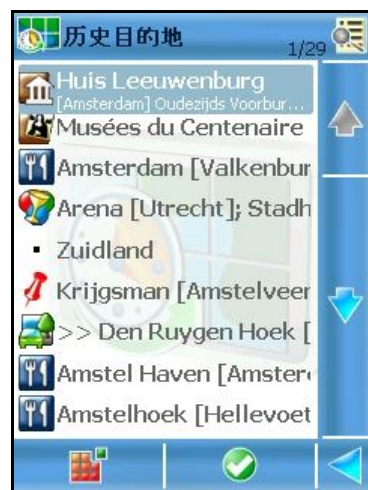 历史目的地
1/29
Huis Leeuwenburg
[Amsterdam] Oudezijds Voorbur...
Musées du Centenaire
Amsterdam [Valkenbur
Arena [Utrecht]; Stadh
Zuidland
Krijgsman [Amstelveer
>> Den Ruygen Hoek [
Amstel Haven [Amster
Amstelhoek [Hellevoet